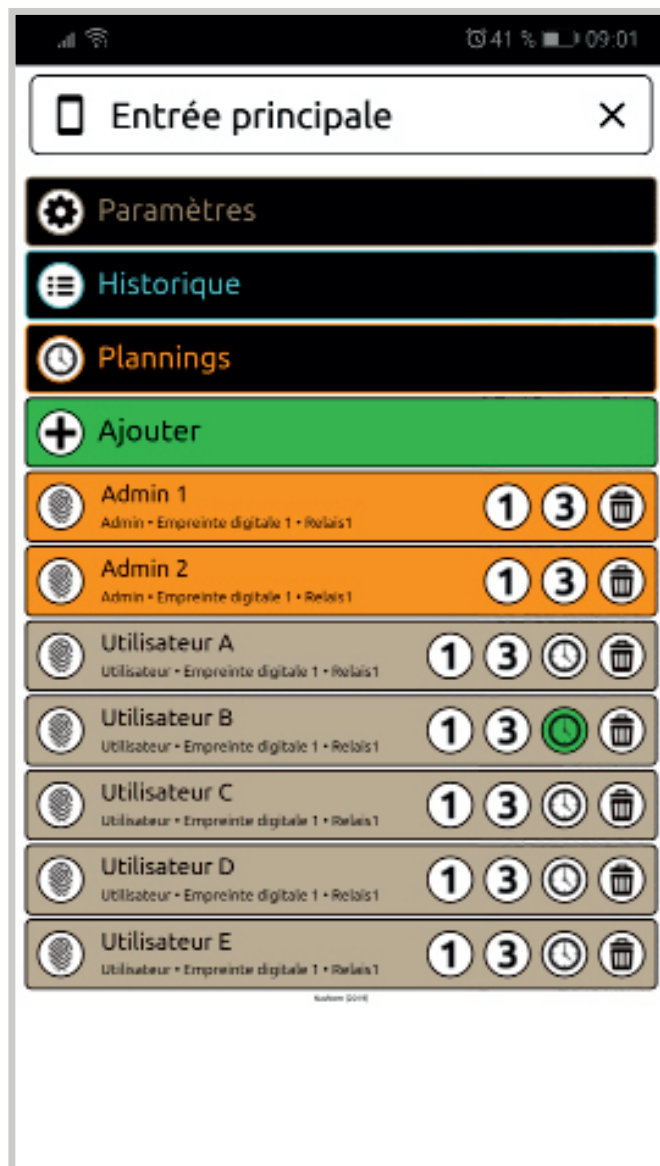 41 % 09:01
Entrée principale
Paramètres
Historique
Plannings
Ajouter
Admin 1
Admin • Empreinte digitale 1 • Relais1
1 3
Admin 2
Admin • Empreinte digitale 1 • Relais1
1 3
Utilisateur A
Utilisateur • Empreinte digitale 1 • Relais1
1 3
Utilisateur B
Utilisateur • Empreinte digitale 1 • Relais1
1 3
Utilisateur C
Utilisateur • Empreinte digitale 1 • Relais1
1 3
Utilisateur D
Utilisateur • Empreinte digitale 1 • Relais1
1 3
Utilisateur E
Utilisateur • Empreinte digitale 1 • Relais1
1 3